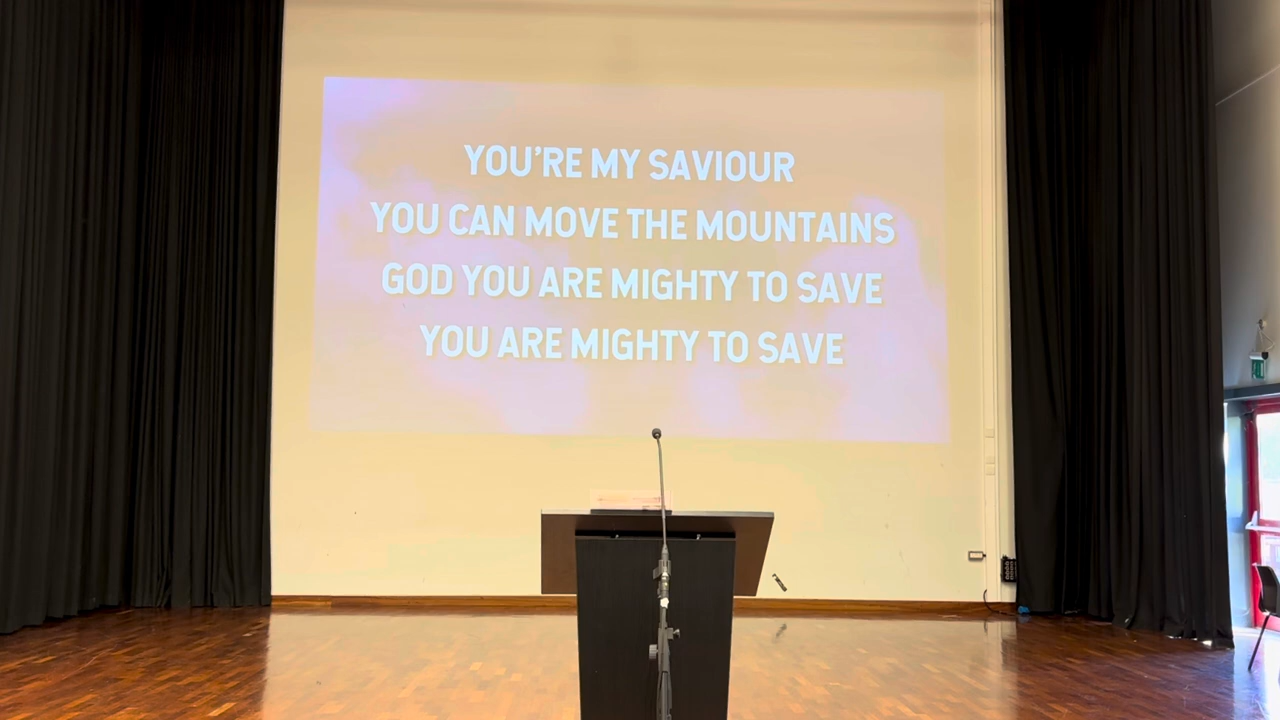 YOU'RE MY SAVIOUR
YOU CAN MOVE THE MOUNTAINS
GOD YOU ARE MIGHTY TO SAVE
YOU ARE MIGHTY TO SAVE